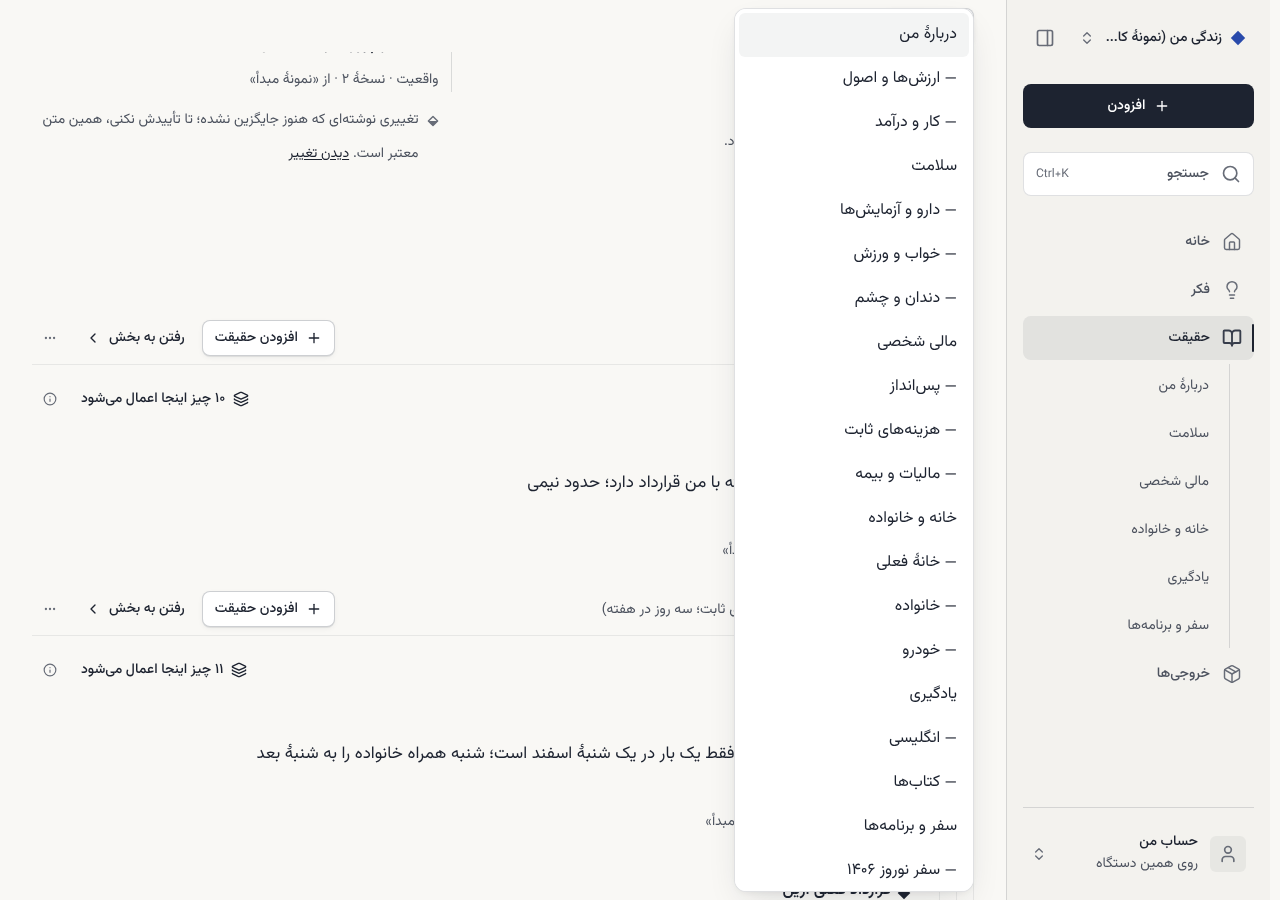 زندگی من (نمونهٔ کا...
افزودن
جستجو
Ctrl+K
خانه
فکر
حقیقت
دربارهٔ من
سلامت
مالی شخصی
خانه و خانواده
یادگیری
سفر و برنامه‌ها
خروجی‌ها
حساب من
روی همین دستگاه
دربارهٔ من
— ارزش‌ها و اصول
— کار و درآمد
سلامت
— دارو و آزمایش‌ها
— خواب و ورزش
— دندان و چشم
مالی شخصی
— پس‌انداز
— هزینه‌های ثابت
— مالیات و بیمه
خانه و خانواده
— خانهٔ فعلی
— خانواده
— خودرو
یادگیری
— انگلیسی
— کتاب‌ها
سفر و برنامه‌ها
— سفر نوروز ۱۴۰۶
واقعیت · نسخهٔ ۲ · از «نمونهٔ مبدأ»
تغییری نوشته‌ای که هنوز جایگزین نشده؛ تا تأییدش نکنی، همین متن
معتبر است. دیدن تغییر
د.
افزودن حقیقت
رفتن به بخش
...
۱۰ چیز اینجا اعمال می‌شود
با من قرارداد دارد؛ حدود نیمی
ثابت؛ سه روز در هفته)
افزودن حقیقت
رفتن به بخش
...
۱۱ چیز اینجا اعمال می‌شود
فقط یک بار در یک شنبهٔ اسفند است؛ شنبه همراه خانواده را به شنبهٔ بعد
مبدأ»